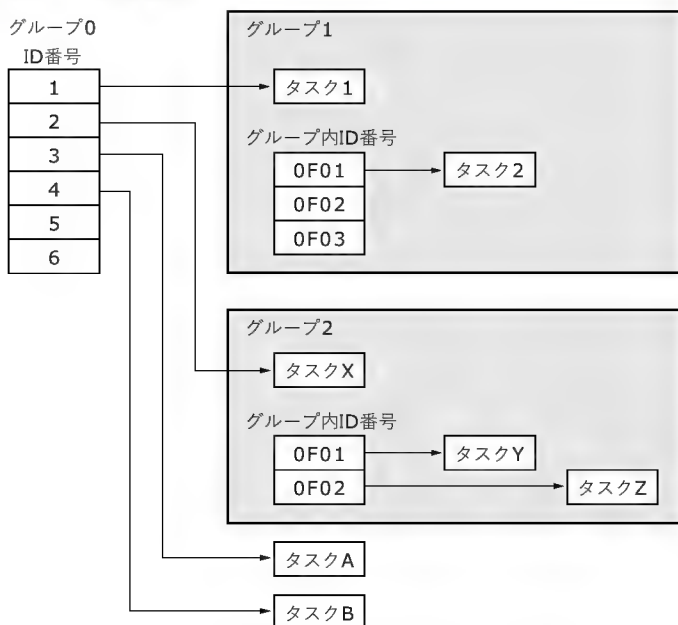 グループ0
ID番号
1
2
3
4
5
6
グループ1
タスク1
グループ内ID番号
0F01
タスク2
0F02
0F03
グループ2
タスクX
グループ内ID番号
0F01
タスクY
0F02
タスクZ
タスクA
タスクB